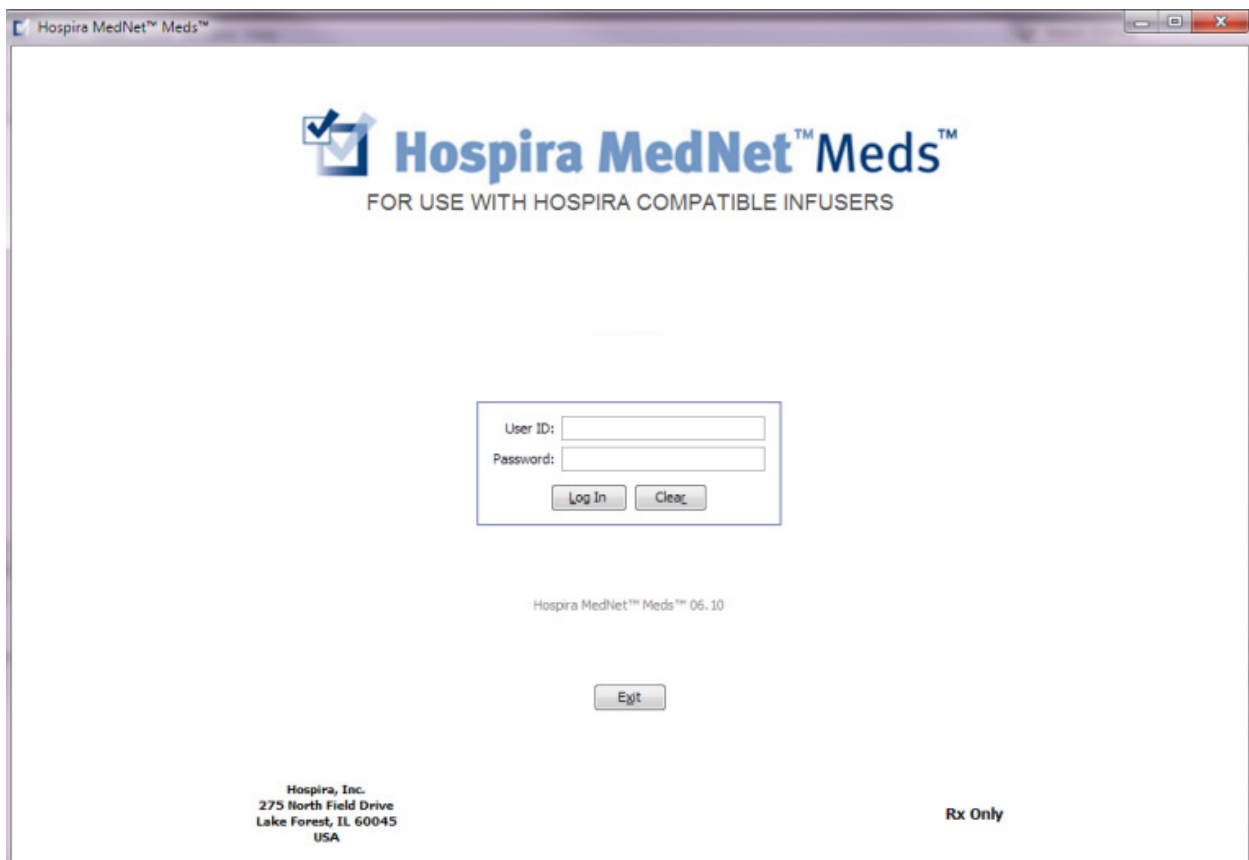 Hospira MedNet™ Meds™
Hospira MedNet™Meds™
FOR USE WITH HOSPIRA COMPATIBLE INFUSERS
User ID:
Password:
Log In Clear
Hospira MedNet™ Meds™ 06.10
Exit
Hospira, Inc.
275 North Field Drive
Lake Forest, IL 60045
USA
Rx Only